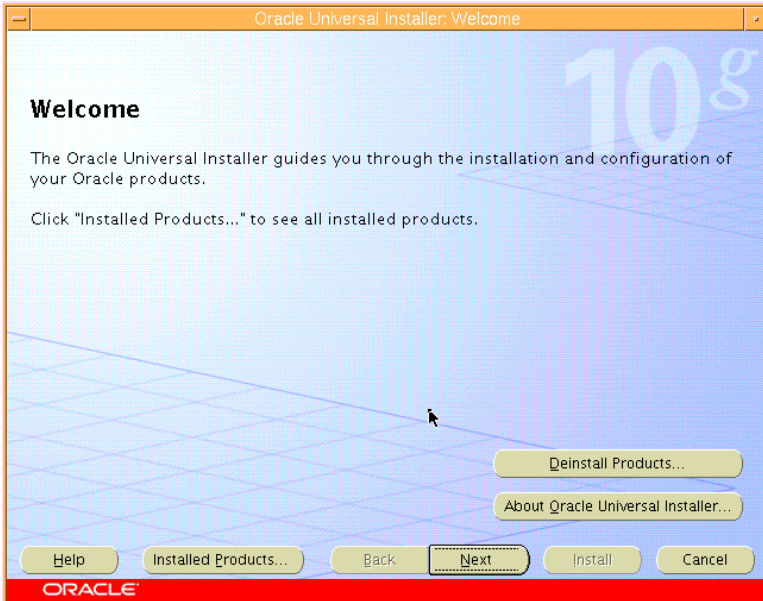 Oracle Universal Installer: Welcome
10g
Welcome
The Oracle Universal Installer guides you through the installation and configuration of
your Oracle products.
Click "Installed Products..." to see all installed products.
Deinstall Products...
About Oracle Universal Installer...
Help Installed Products... Back Next Install Cancel
ORACLE